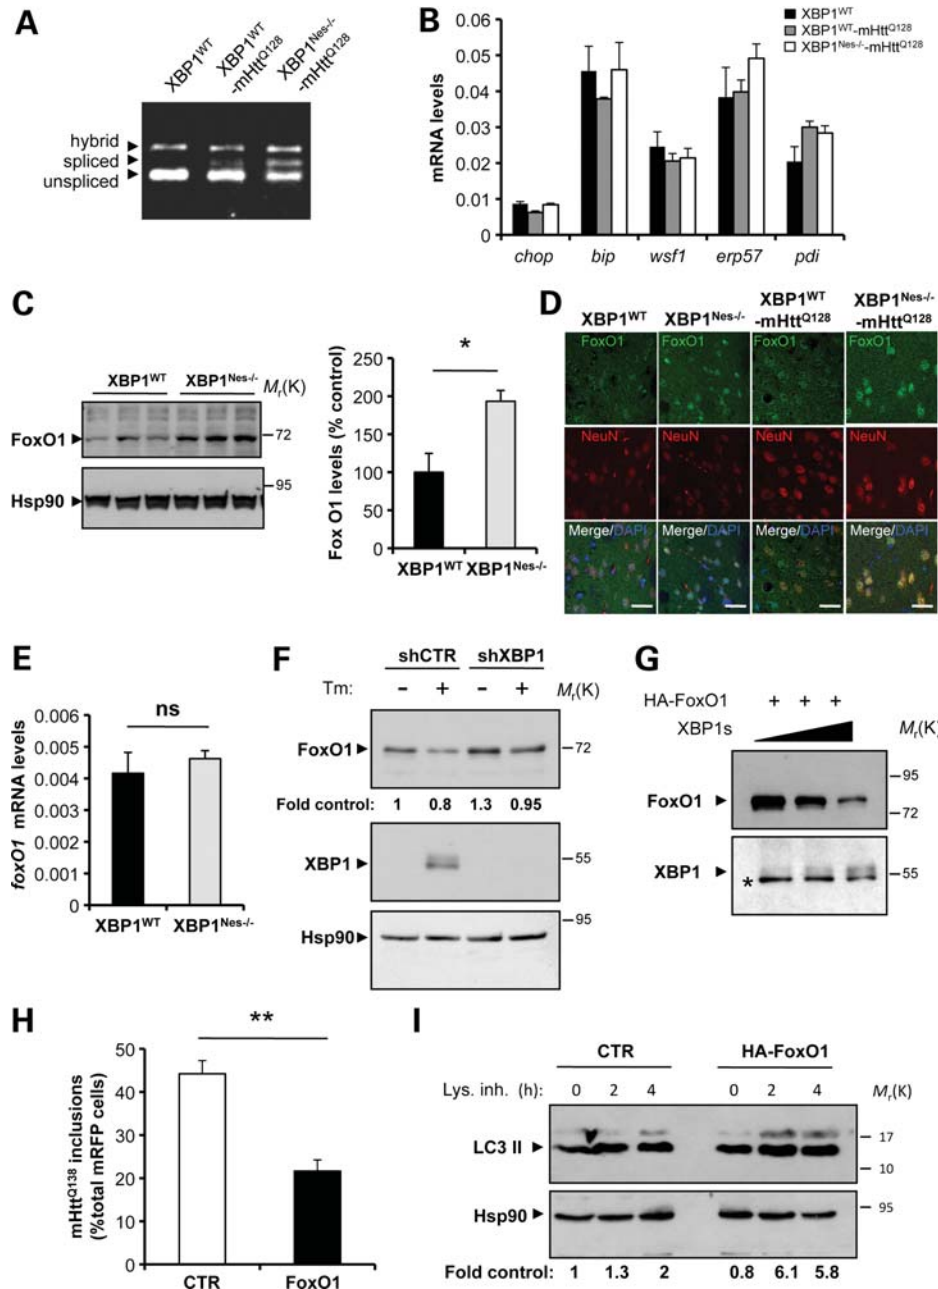 A
XBP1WT
XBP1WT
-mHttQ128
XBP1Nes-/-
-mHttQ128
hybrid
spliced
unspliced
B
XBP1WT
XBP1WT-mHttQ128
XBP1Nes-/--mHttQ128
mRNA levels
0.06
0.05
0.04
0.03
0.02
0.01
0
chop bip wsf1 erp57 pdi
C
XBP1WT XBP1Nes-/- Mr(K)
FoxO1
72
95
Hsp90
*
Fox O1 levels (% control)
250
200
150
100
50
0
XBP1WT XBP1Nes-/-
D
XBP1WT XBP1Nes-/- XBP1WT
-mHttQ128 XBP1Nes-/-
-mHttQ128
FoxO1 FoxO1 FoxO1 FoxO1
NeuN NeuN NeuN NeuN
Merge/DAPI Merge/DAPI Merge/DAPI Merge/DAPI
E
ns
foxO1 mRNA levels
0.006
0.005
0.004
0.003
0.002
0.001
0
XBP1WT XBP1Nes-/-
F
shCTR shXBP1
Tm: – + – + Mr(K)
FoxO1
72
Fold control: 1 0.8 1.3 0.95
XBP1
55
95
Hsp90
G
HA-FoxO1 + + +
XBP1s
Mr(K)
95
FoxO1
72
XBP1
55
*
H
**
mHttQ138 inclusions
(%total mRFP cells)
50
40
30
20
10
0
CTR FoxO1
I
CTR HA-FoxO1
Lys. inh. (h): 0 2 4 0 2 4 Mr(K)
17
LC3 II
10
Hsp90
95
Fold control: 1 1.3 2 0.8 6.1 5.8